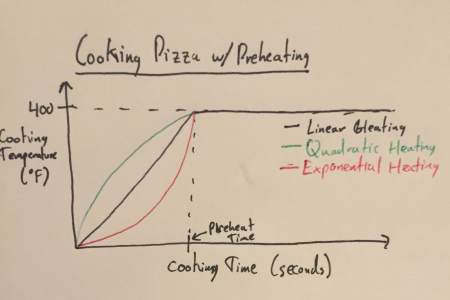 Cooking Pizza w/ Preheating
400
Cooking
Temperature
(°F)
Linear Heating
Quadratic Heating
Exponential Heating
Preheat
Time
Cooking Time (seconds)